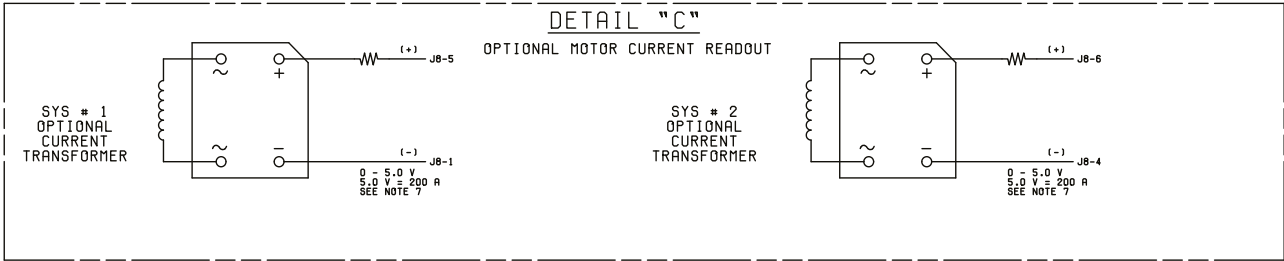 DETAIL "C"
OPTIONAL MOTOR CURRENT READOUT
SYS # 1
OPTIONAL
CURRENT
TRANSFORMER
~
+
~
−
(+)
J8-5
(-)
J8-1
0 - 5.0 V
5.0 V = 200 A
SEE NOTE 7
SYS # 2
OPTIONAL
CURRENT
TRANSFORMER
~
+
~
−
(+)
J8-6
(-)
J8-4
0 - 5.0 V
5.0 V = 200 A
SEE NOTE 7